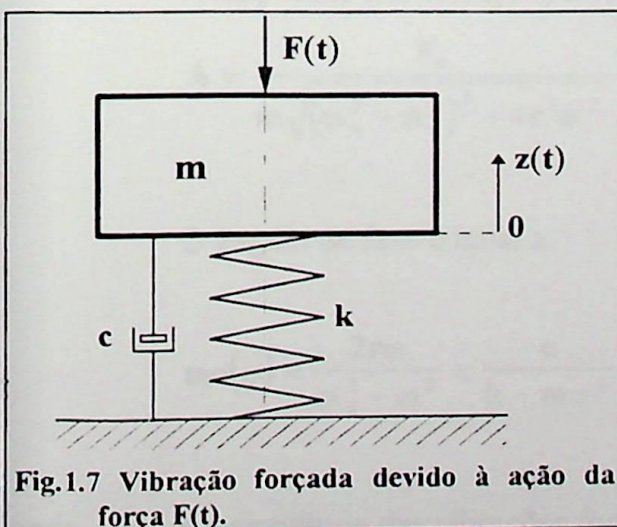 F(t)
m
z(t)
0
c
k
Fig.1.7 Vibração forçada devido à ação da
força F(t).